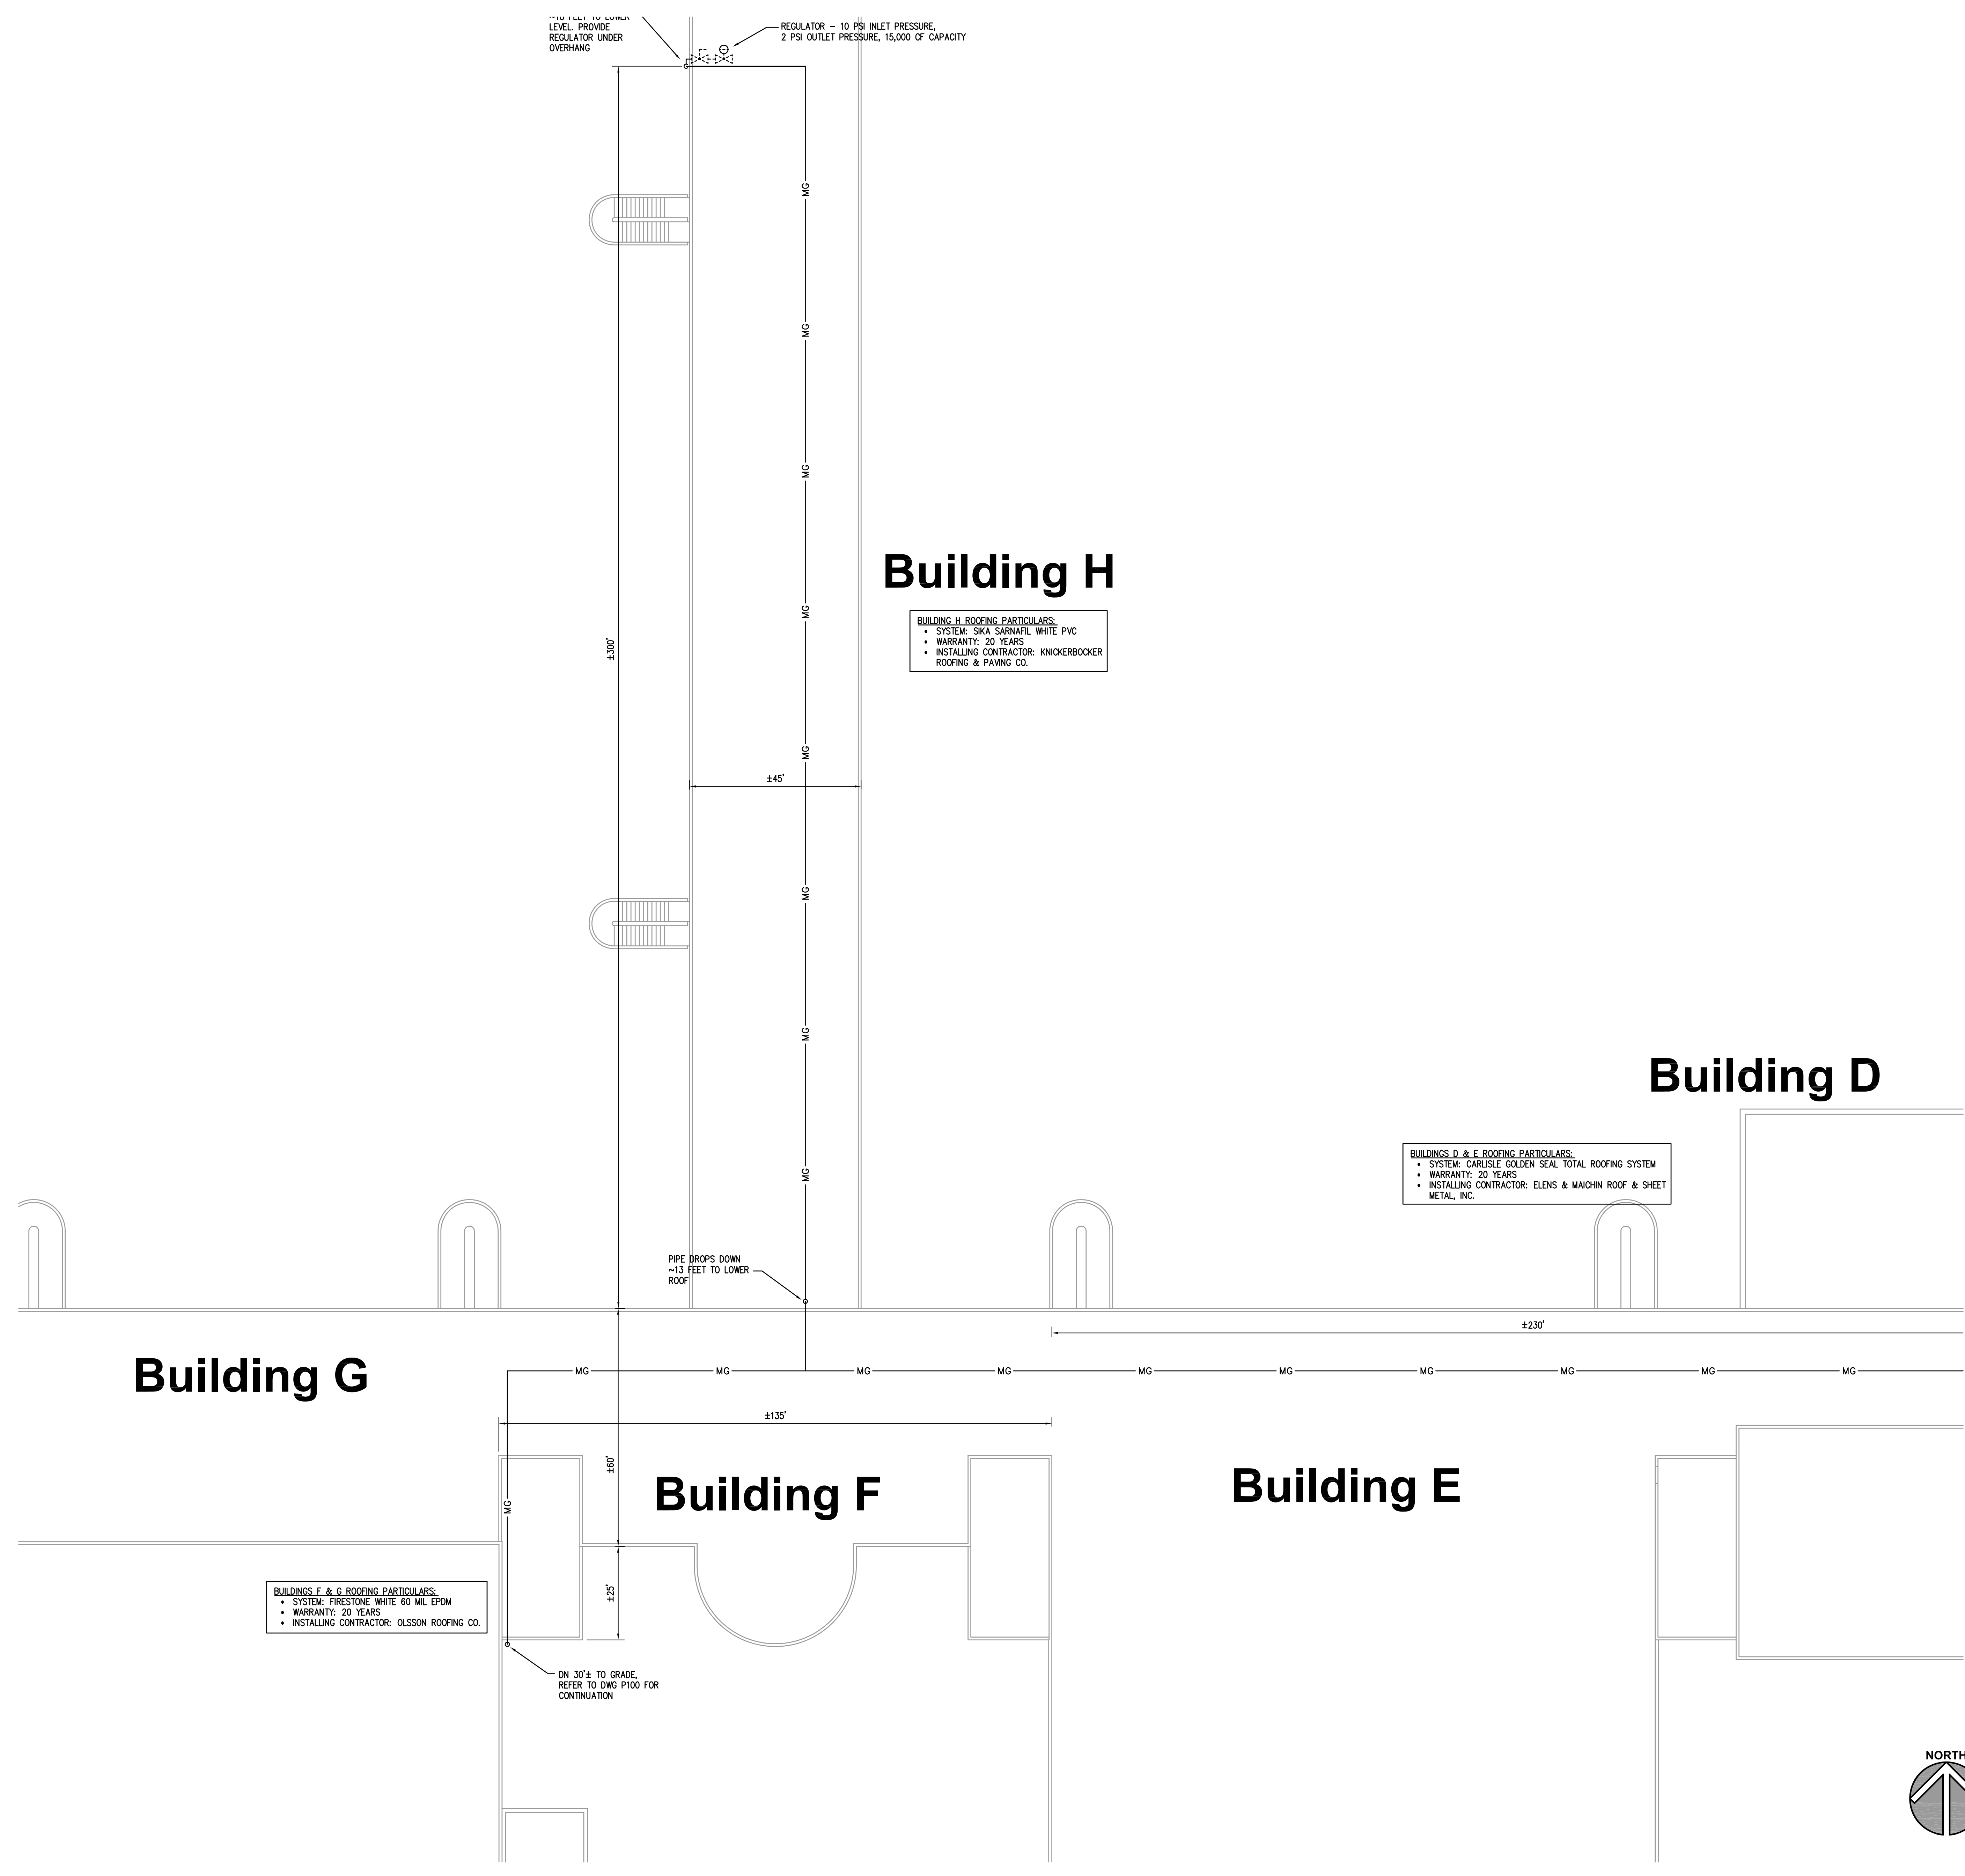 LEVEL. PROVIDE
REGULATOR UNDER
OVERHANG
REGULATOR – 10 PSI INLET PRESSURE,
2 PSI OUTLET PRESSURE, 15,000 CF CAPACITY
MG
MG
MG
MG
MG
MG
MG
MG
±300'
±45'
Building H
BUILDING H ROOFING PARTICULARS:
• SYSTEM: SIKA SARNAFIL WHITE PVC
• WARRANTY: 20 YEARS
• INSTALLING CONTRACTOR: KNICKERBOCKER
ROOFING & PAVING CO.
Building D
BUILDINGS D & E ROOFING PARTICULARS:
• SYSTEM: CARLISLE GOLDEN SEAL TOTAL ROOFING SYSTEM
• WARRANTY: 20 YEARS
• INSTALLING CONTRACTOR: ELENS & MAICHIN ROOF & SHEET
METAL, INC.
PIPE DROPS DOWN
~13 FEET TO LOWER
ROOF
±230'
Building G
MG MG MG MG MG MG MG MG MG MG
±135'
±60'
MG
Building F
Building E
±25'
BUILDINGS F & G ROOFING PARTICULARS:
• SYSTEM: FIRESTONE WHITE 60 MIL EPDM
• WARRANTY: 20 YEARS
• INSTALLING CONTRACTOR: OLSSON ROOFING CO.
DN 30'± TO GRADE,
REFER TO DWG P100 FOR
CONTINUATION
NORTH